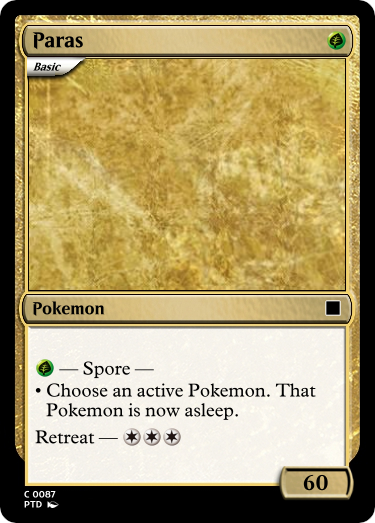 Paras
Basic
Pokemon
— Spore —
• Choose an active Pokemon. That
Pokemon is now asleep.
Retreat —
60
C 0087
PTD